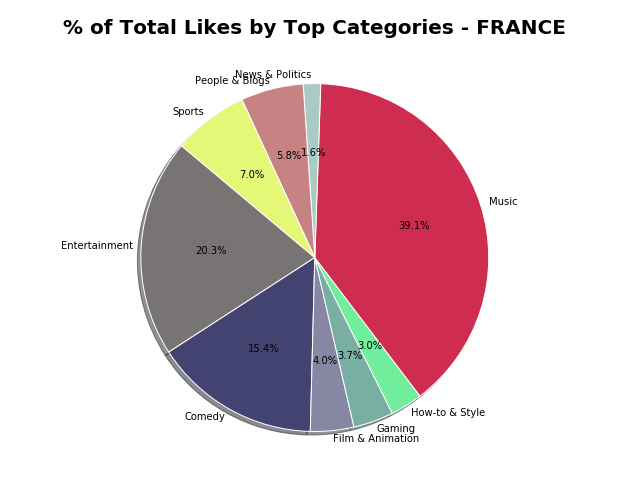 % of Total Likes by Top Categories - FRANCE
News & Politics
People & Blogs
Sports
5.8%
1.6%
7.0%
Music
39.1%
Entertainment
20.3%
15.4%
3.0%
3.7%
4.0%
How-to & Style
Comedy
Gaming
Film & Animation